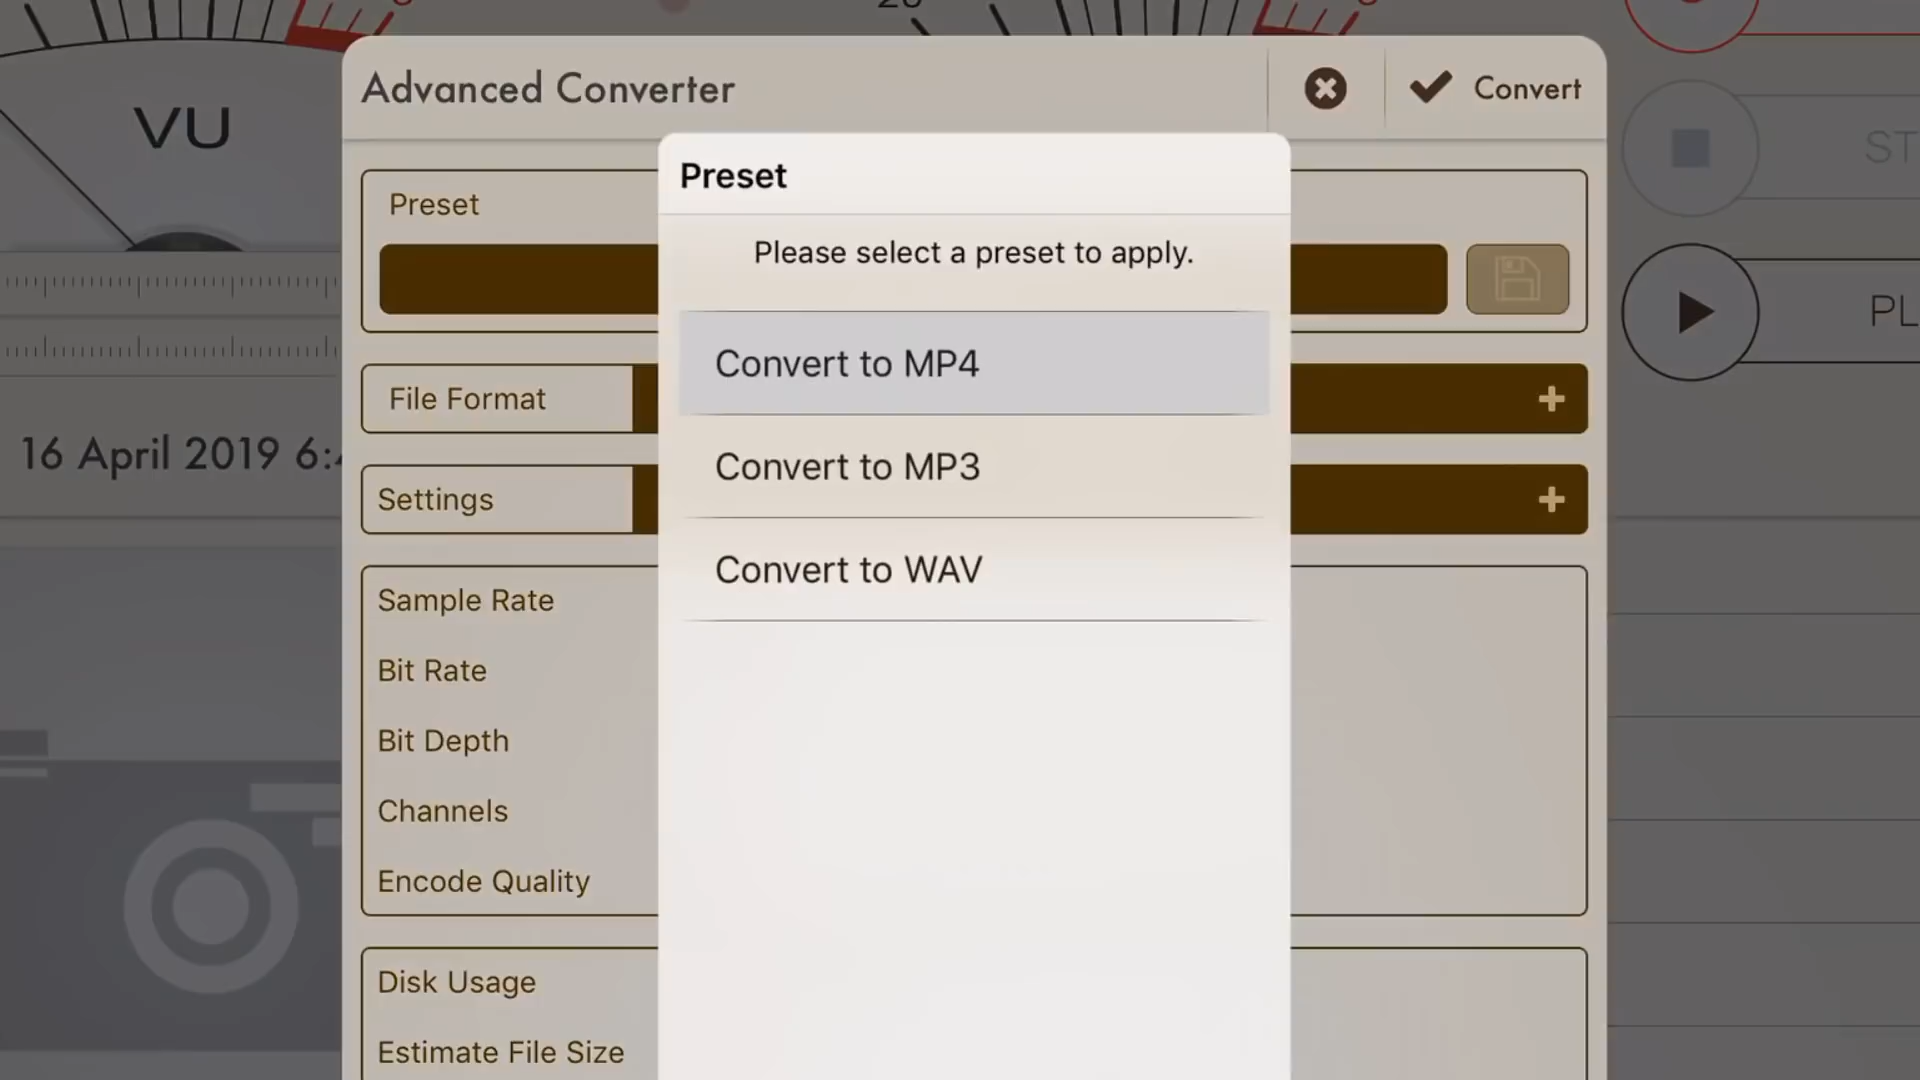 VU
Advanced Converter
Convert
Preset
Preset
Please select a preset to apply.
Convert to MP4
Convert to MP3
Convert to WAV
File Format
Settings
Sample Rate
Bit Rate
Bit Depth
Channels
Encode Quality
Disk Usage
Estimate File Size
16 April 2019 6:
ST
PL